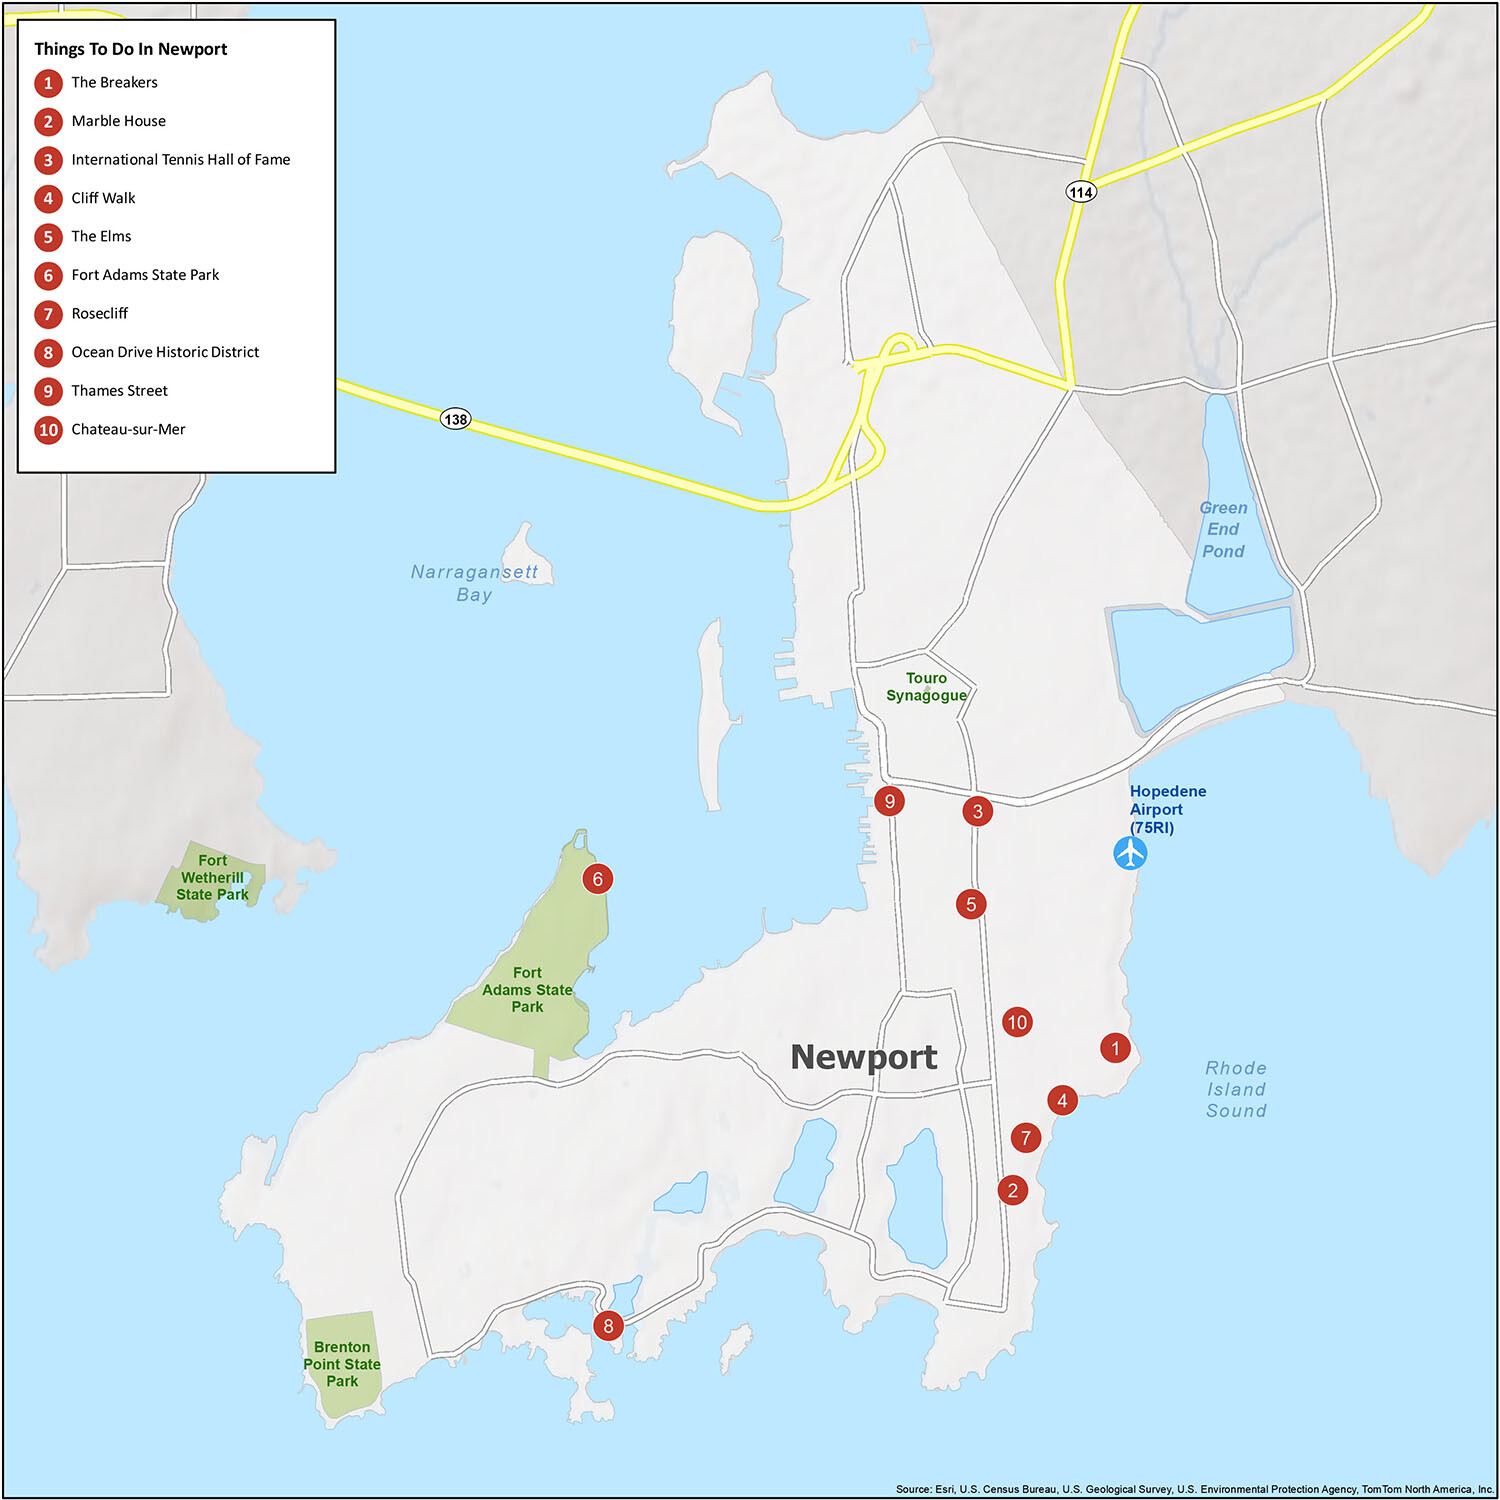 Things To Do In Newport
1 The Breakers
2 Marble House
3 International Tennis Hall of Fame
4 Cliff Walk
5 The Elms
6 Fort Adams State Park
7 Rosecliff
8 Ocean Drive Historic District
9 Thames Street
10 Chateau-sur-Mer
114
138
Green
End
Pond
Narragansett
Bay
Touro
Synagogue
Hopedene
Airport
(75RI)
9
3
Fort
Wetherill
State Park
6
5
Fort
Adams State
Park
10
Newport
1
Rhode
Island
Sound
4
7
2
8
Brenton
Point State
Park
Source: Esri, U.S. Census Bureau, U.S. Geological Survey, U.S. Environmental Protection Agency, TomTom North America, Inc.